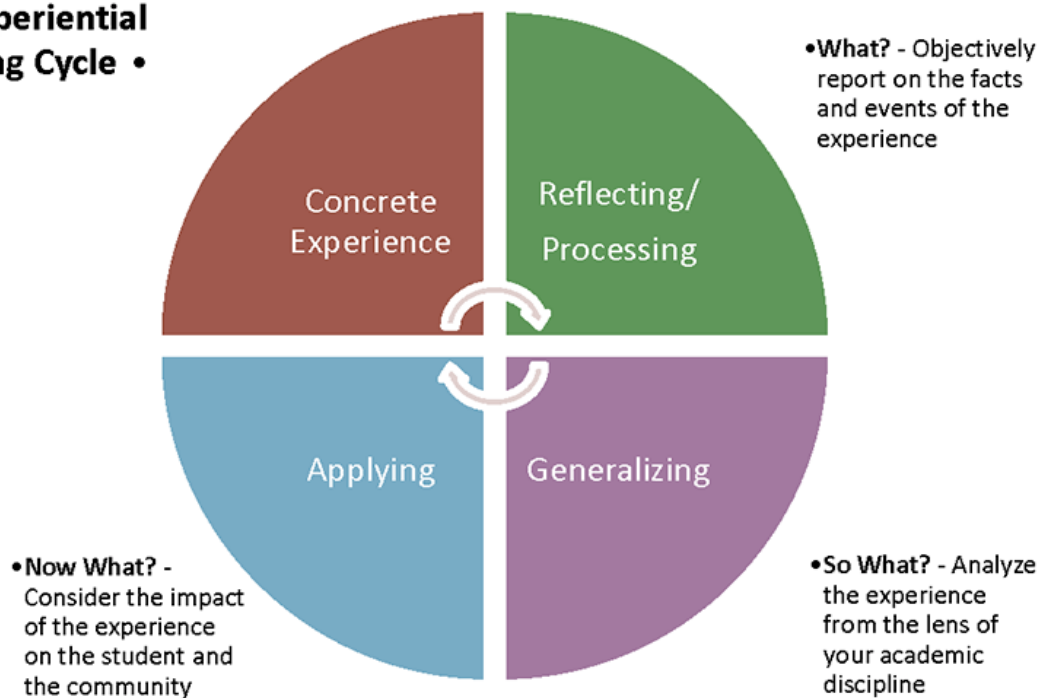 periential
ng Cycle •
•What? - Objectively
report on the facts
and events of the
experience
Concrete
Experience
Reflecting/
Processing
Applying
Generalizing
•Now What? -
Consider the impact
of the experience
on the student and
the community
•So What? - Analyze
the experience
from the lens of
your academic
discipline